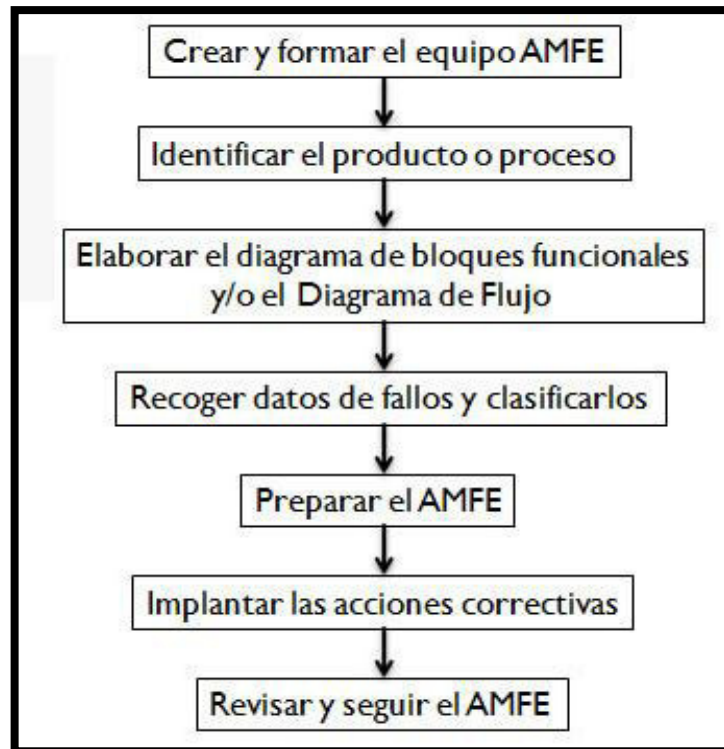 Crear y formar el equipo AMFE
Identificar el producto o proceso
Elaborar el diagrama de bloques funcionales
y/o el Diagrama de Flujo
Recoger datos de fallos y clasificarlos
Preparar el AMFE
Implantar las acciones correctivas
Revisar y seguir el AMFE